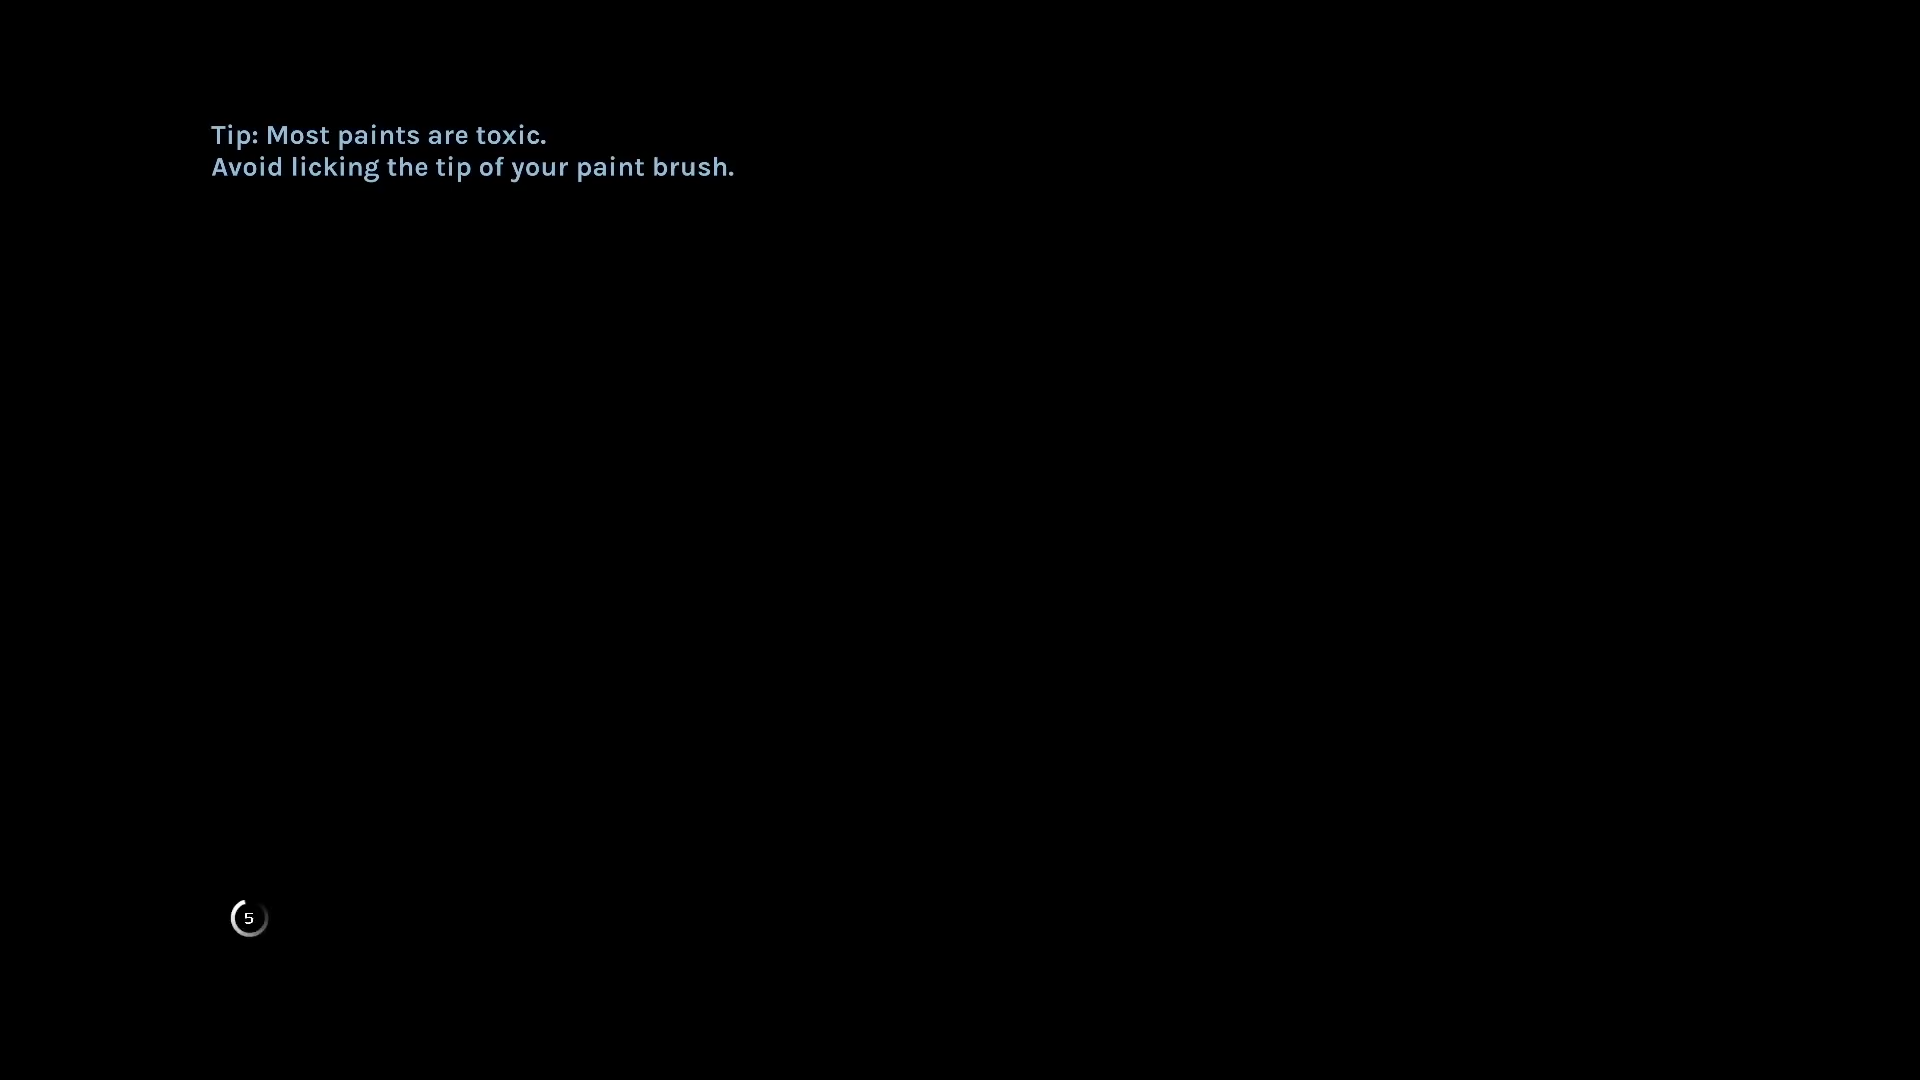 Tip: Most paints are toxic.
Avoid licking the tip of your paint brush.
5